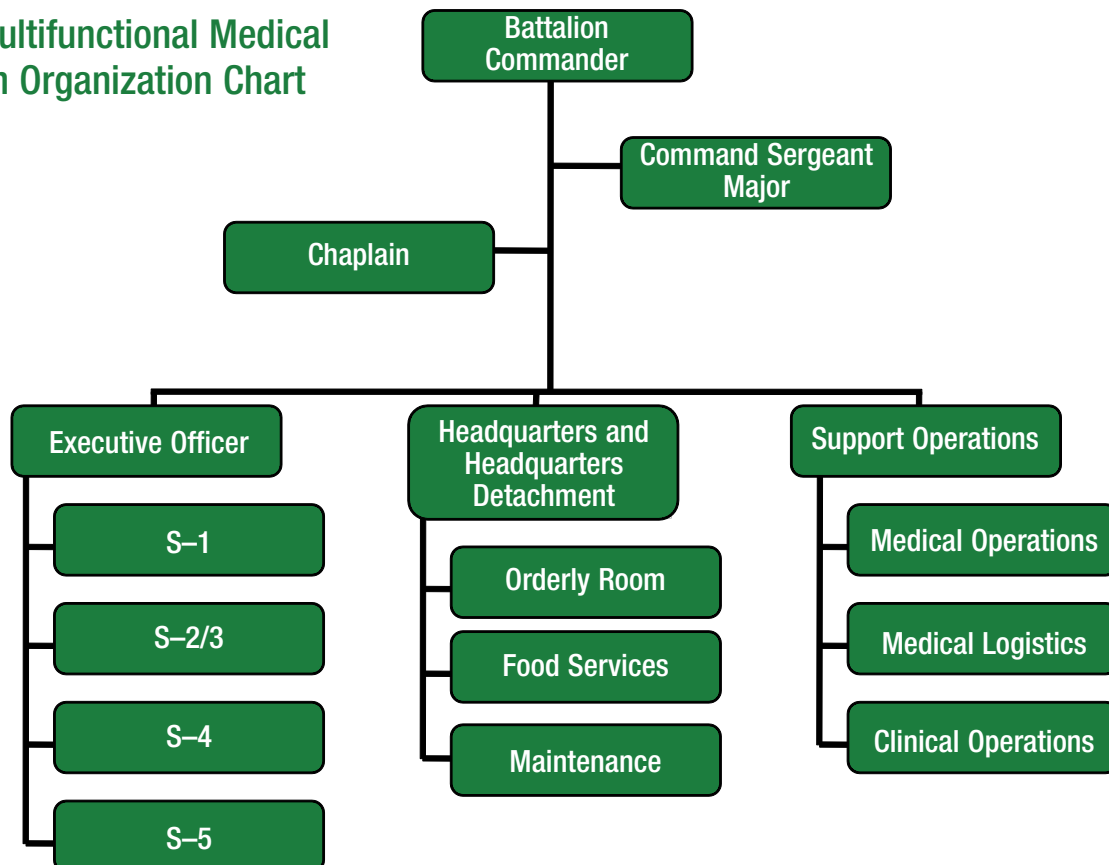 ultifunctional Medical
n Organization Chart
Battalion
Commander
Command Sergeant
Major
Chaplain
Executive Officer
Headquarters and
Headquarters
Detachment
Support Operations
S–1
S–2/3
S–4
S–5
Orderly Room
Food Services
Maintenance
Medical Operations
Medical Logistics
Clinical Operations